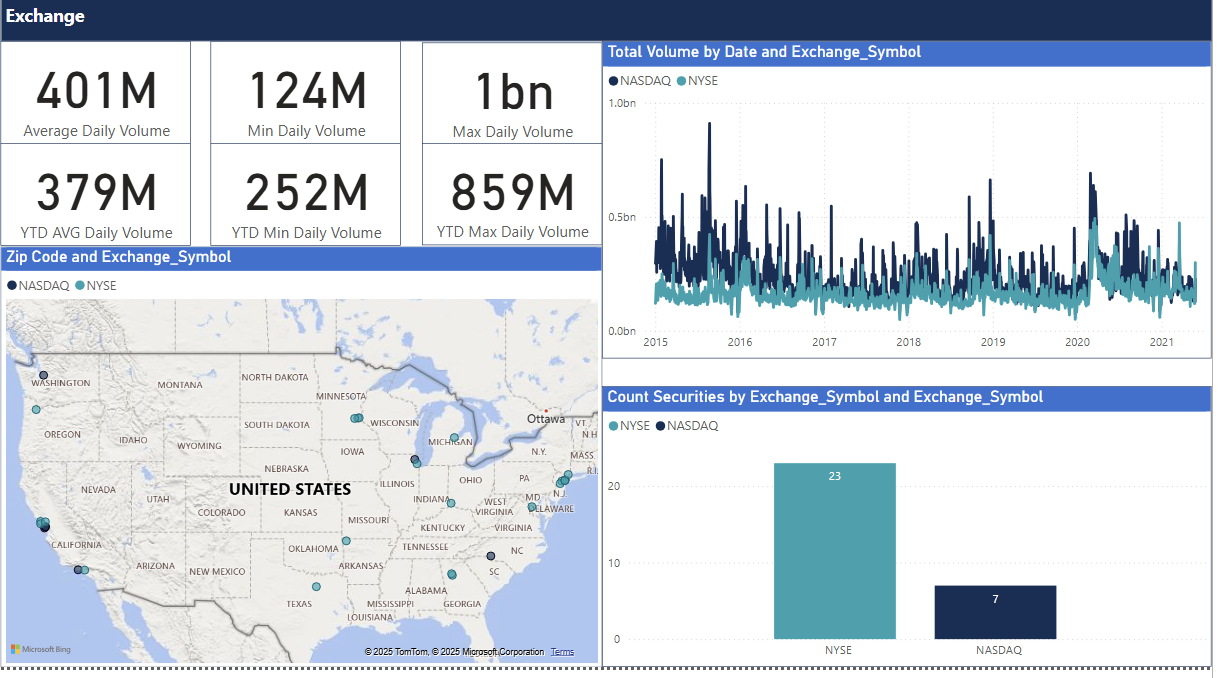 Exchange
401M
Average Daily Volume
124M
Min Daily Volume
1bn
Max Daily Volume
379M
YTD AVG Daily Volume
252M
YTD Min Daily Volume
859M
YTD Max Daily Volume
Total Volume by Date and Exchange_Symbol
NASDAQ NYSE
1.0bn
0.5bn
0.0bn
2015 2016 2017 2018 2019 2020 2021
Zip Code and Exchange_Symbol
NASDAQ NYSE
WASHINGTON
MONTANA
NORTH DAKOTA
MINNESOTA
Ottawa
VT
N.H
OREGON
IDAHO
WYOMING
SOUTH DAKOTA
WISCONSIN
MICHIGAN
N.Y.
MASS.
R.I.
IOWA
NEBRASKA
NEVADA
UTAH
UNITED STATES
ILLINOIS
INDIANA
OHIO
PA
N.J.
MD
DELAWARE
COLORADO
KANSAS
MISSOURI
WEST
VIRGINIA
KENTUCKY
VIRGINIA
CALIFORNIA
OKLAHOMA
TENNESSEE
NC
ARIZONA
NEW MEXICO
ARKANSAS
SC
TEXAS
ALABAMA
MISSISSIPPI
GEORGIA
LOUISIANA
Microsoft Bing
© 2025 TomTom, © 2025 Microsoft Corporation Terms
Count Securities by Exchange_Symbol and Exchange_Symbol
NYSE NASDAQ
20
10
0
23
7
NYSE NASDAQ